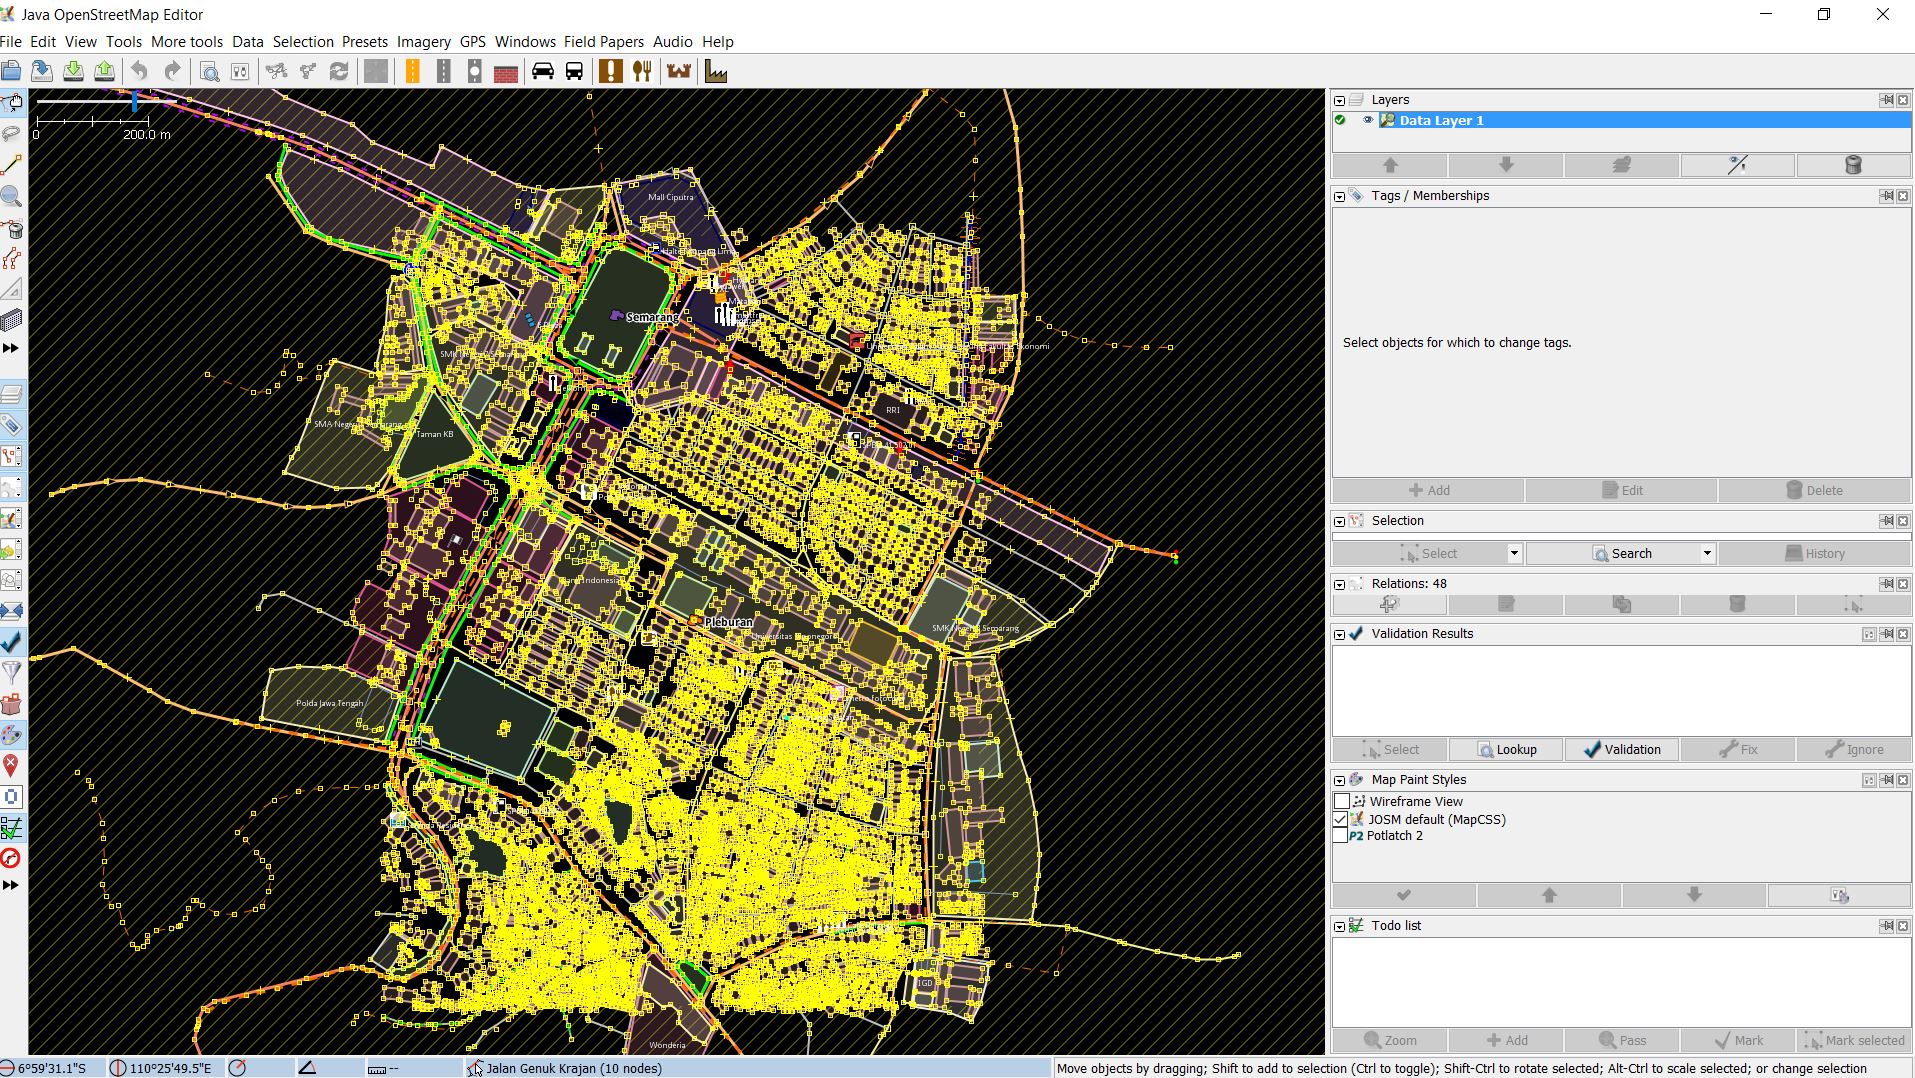 Java OpenStreetMap Editor
File Edit View Tools More tools Data Selection Presets Imagery GPS Windows Field Papers Audio Help
0 200.0 m
Mall Ciputra
Semarang
RRI
Taman KB
Pleburan
SMK Negeri Semarang
Polda Jawa Tengah
IGD
Wonderia
Layers
Data Layer 1
Tags / Memberships
Select objects for which to change tags.
Add Edit Delete
Selection
Select Search History
Relations: 48
Validation Results
Select Lookup Validation Fix Ignore
Map Paint Styles
Wireframe View
JOSM default (MapCSS)
P2 Potlatch 2
Todo list
Zoom Add Pass Mark Mark selected
6°59'31.1"S 110°25'49.5"E -- Jalan Genuk Krajan (10 nodes) Move objects by dragging; Shift to add to selection (Ctrl to toggle); Shift-Ctrl to rotate selected; Alt-Ctrl to scale selected; or change selection